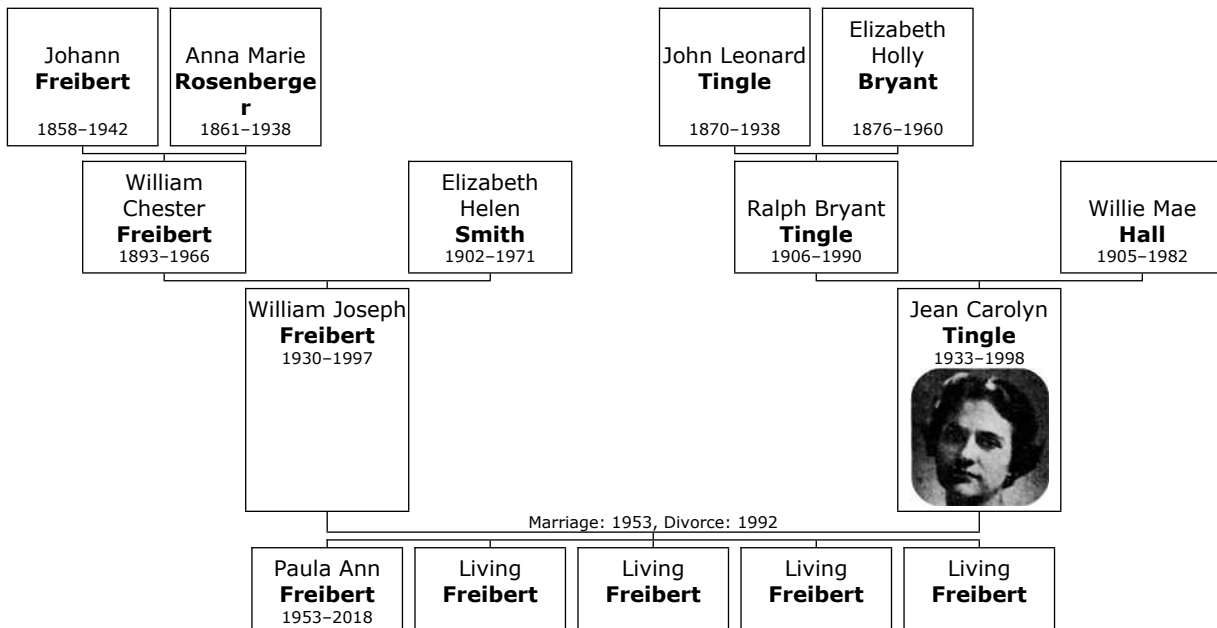 Johann
Freibert
1858–1942
Anna Marie
Rosenberge
r
1861–1938
John Leonard
Tingle
1870–1938
Elizabeth
Holly
Bryant
1876–1960
William
Chester
Freibert
1893–1966
Elizabeth
Helen
Smith
1902–1971
Ralph Bryant
Tingle
1906–1990
Willie Mae
Hall
1905–1982
William Joseph
Freibert
1930–1997
Jean Carolyn
Tingle
1933–1998
Marriage: 1953, Divorce: 1992
Paula Ann
Freibert
1953–2018
Living
Freibert
Living
Freibert
Living
Freibert
Living
Freibert